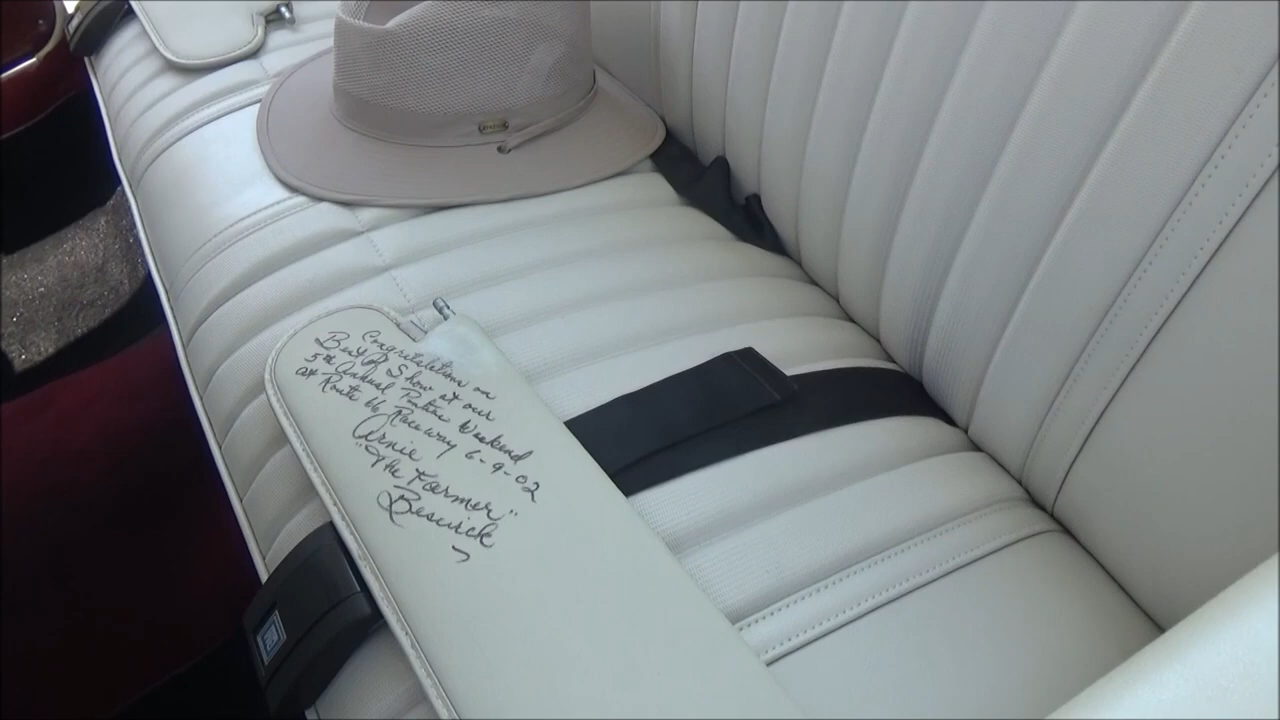 Congratulations on
Best Of Show at our
5th Annual Pontiac Weekend
at Route 66 Raceway 6-9-02
Arnie
"The Farmer"
Beswick
GM